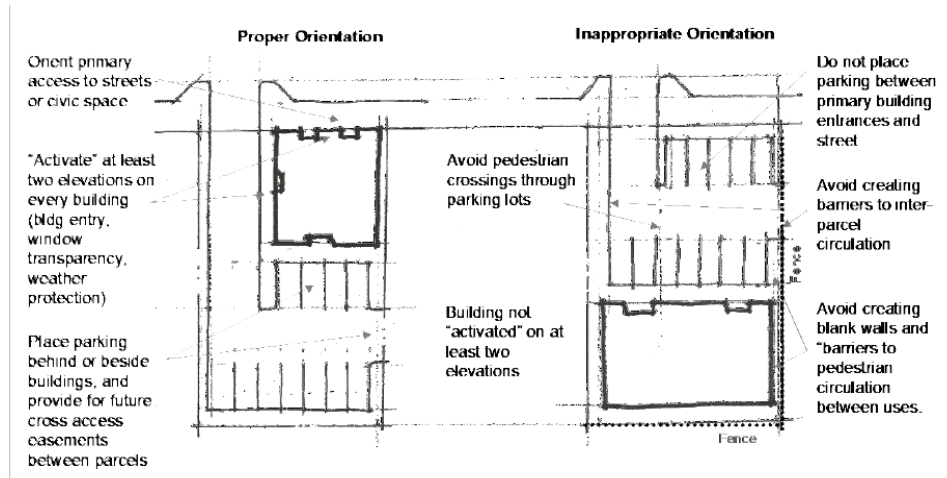 Proper Orientation
Inappropriate Orientation
Orient primary
access to streets
or civic space
"Activate" at least
two elevations on
every building
(bldg entry,
window
transparency,
weather
protection)
Place parking
behind or beside
buildings, and
provide for future
cross access
easements
between parcels
Avoid pedestrian
crossings through
parking lots
Building not
"activated" on at
least two
elevations
Do not place
parking between
primary building
entrances and
street
Avoid creating
barriers to inter-
parcel
circulation
Fence
Avoid creating
blank walls and
"barriers to
pedestrian
circulation
between uses.
Fence